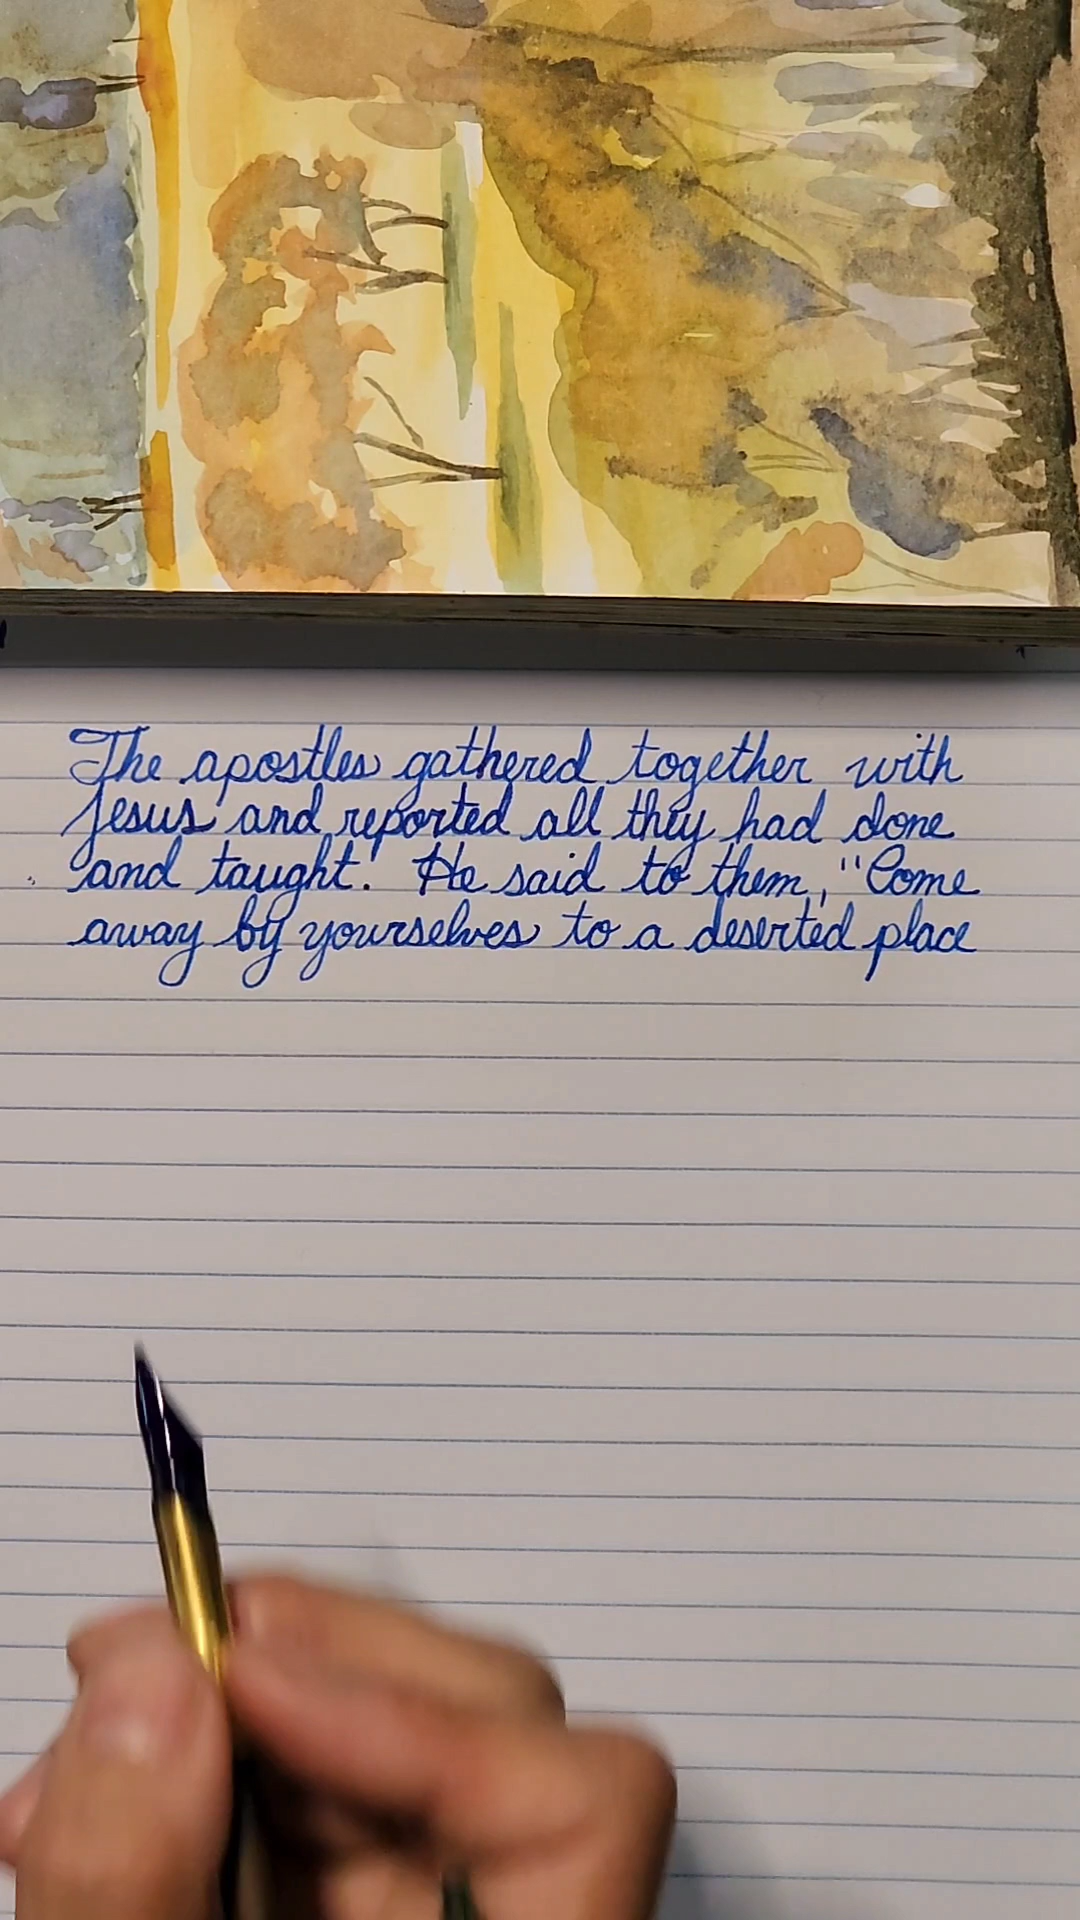 The apostles gathered together with
Jesus and reported all they had done
and taught. He said to them, "Come
away by yourselves to a deserted place